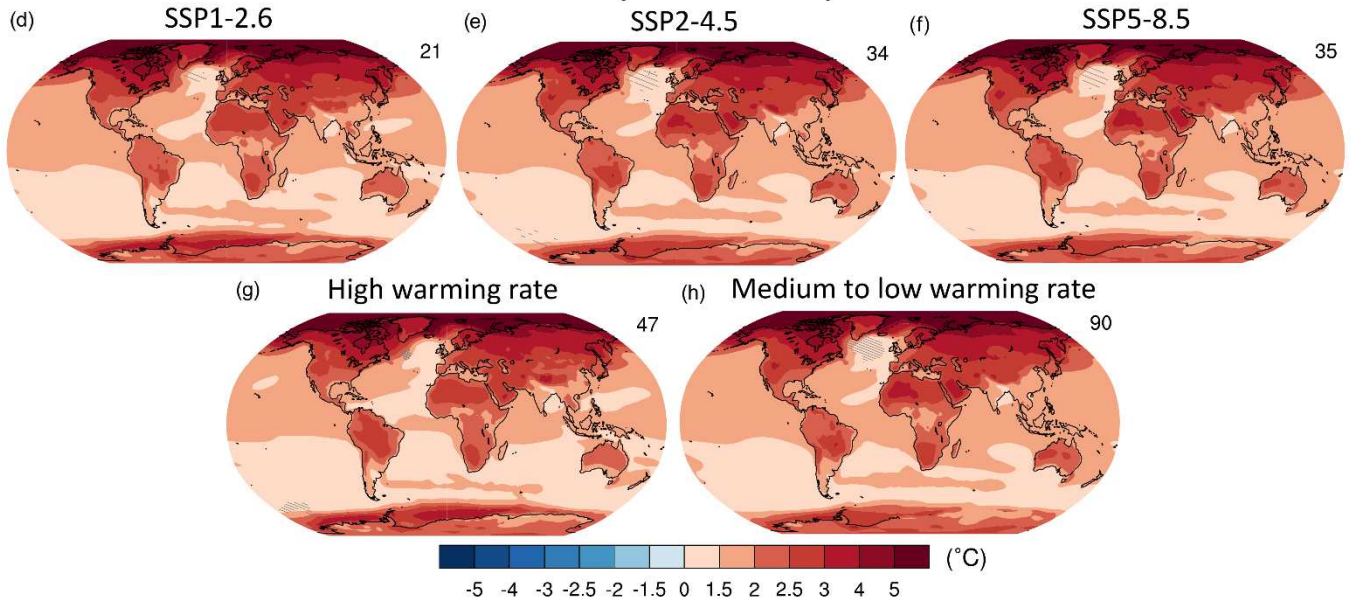 (d) SSP1-2.6 21
(e) SSP2-4.5 34
(f) SSP5-8.5 35
(g) High warming rate 47
(h) Medium to low warming rate 90
-5 -4 -3 -2.5 -2 -1.5 0 1.5 2 2.5 3 4 5 (˚C)